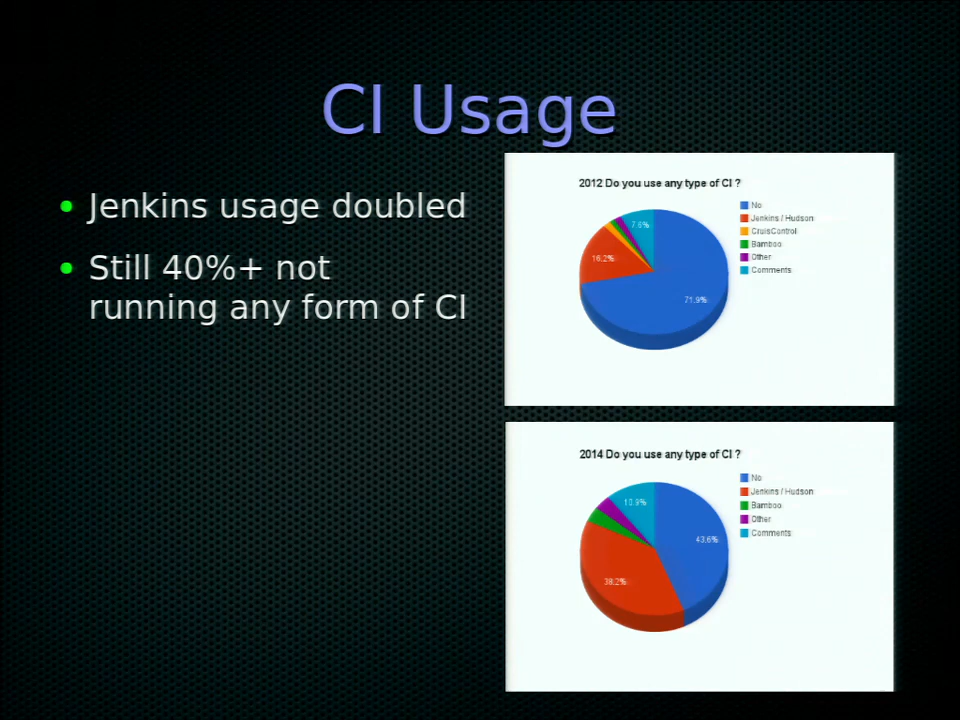 CI Usage
Jenkins usage doubled
Still 40%+ not
running any form of CI
2012 Do you use any type of CI ?
No
Jenkins / Hudson
CruisControl
Bamboo
Other
Comments
7.6%
16.2%
71.9%
2014 Do you use any type of CI ?
No
Jenkins / Hudson
Bamboo
Other
Comments
10.9%
43.6%
38.2%